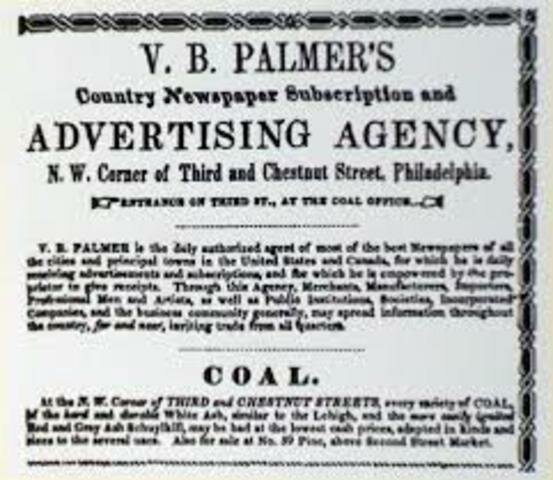 V. B. PALMER'S
Country Newspaper Subscription and
ADVERTISING AGENCY,
N. W. Corner of Third and Chestnut Street, Philadelphia.
ENTRANCE ON THIRD ST., AT THE COAL OFFICE.
V. B. PALMER is the duly authorized agent of most of the best Newspapers of all
the cities and principal towns in the United States and Canada, for which he is daily
receiving advertisements and subscriptions, and for which he is empowered by the pro-
prietor to give receipts. Through this Agency, Merchants, Manufacturers, Importers,
Professional Men and Artists, as well as Public Institutions, Societies, Incorporated
Companies, and the business community generally, may spread information throughout
the country, far and near, inviting trade from all quarters.
COAL.
At the N. W. Corner of THIRD and CHESTNUT STREETS, every variety of COAL,
of the hard and durable White Ash, similar to the Lehigh, and the more easily ignited
Red and Gray Ash Schuylkill, may be had at the lowest cash prices, adapted in kinds and
sizes to the several uses. Also for sale at No. 59 Pine, above Second Street Market.